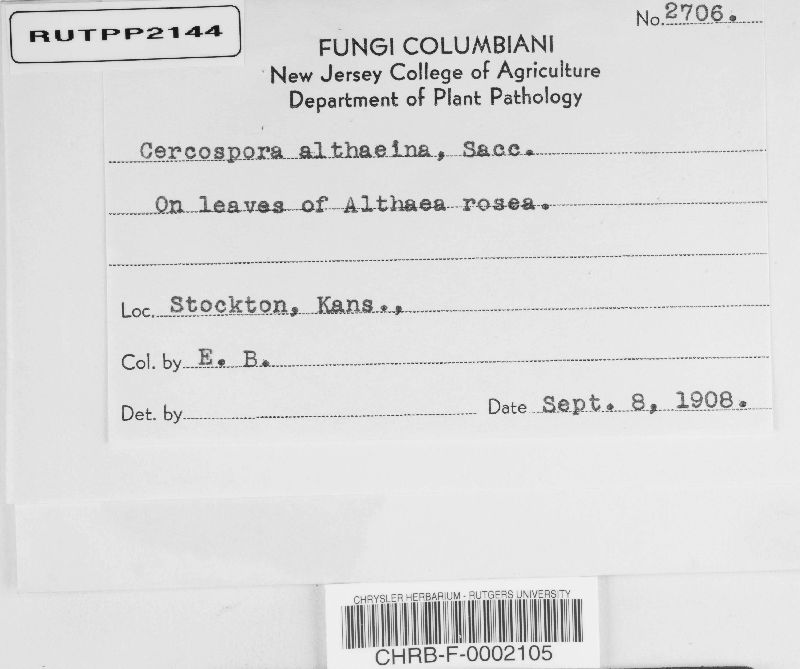 RUTPP2144
No. 2706.
FUNGI COLUMBIANI
New Jersey College of Agriculture
Department of Plant Pathology
Cercospora althaeina, Sacc.
On leaves of Althaea rosea.
Loc. Stockton, Kans.,
Col. by E. B.
Det. by
Date Sept. 8, 1908.
CHRYSLER HERBARIUM - RUTGERS UNIVERSITY
CHRB-F-0002105